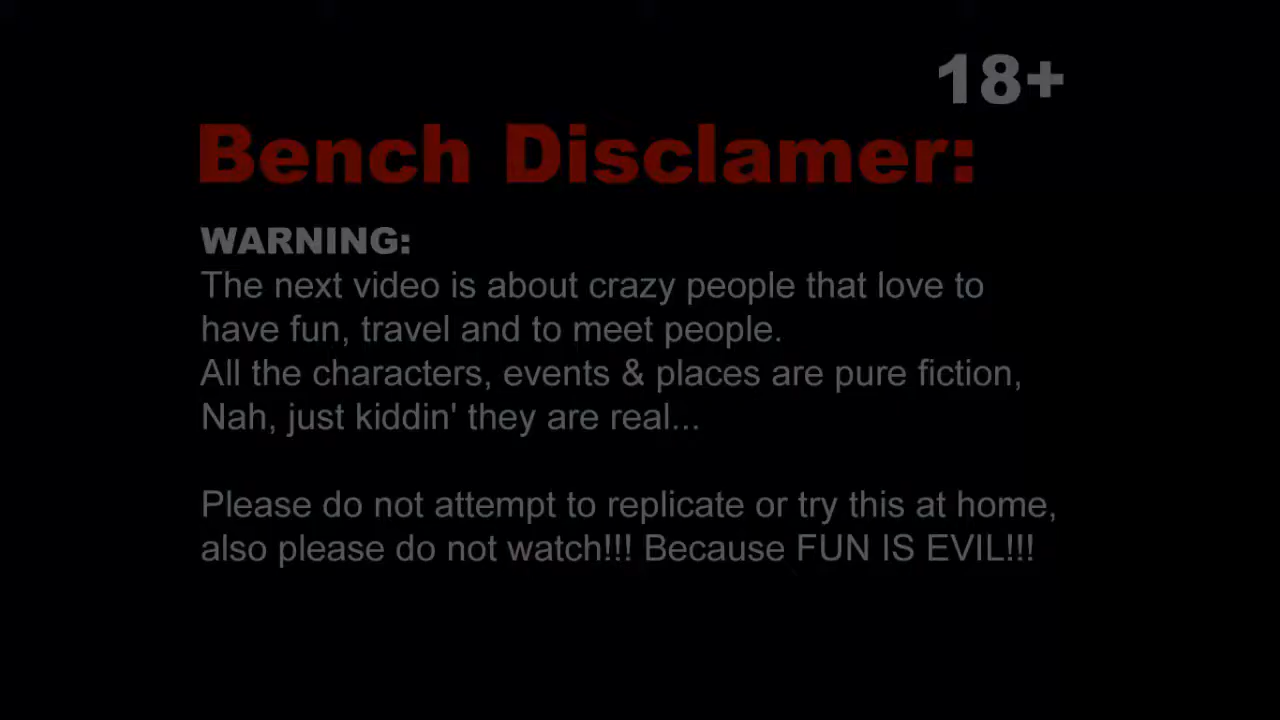 18+
Bench Disclamer:
WARNING:
The next video is about crazy people that love to
have fun, travel and to meet people.
All the characters, events & places are pure fiction,
Nah, just kiddin' they are real...
Please do not attempt to replicate or try this at home,
also please do not watch!!! Because FUN IS EVIL!!!